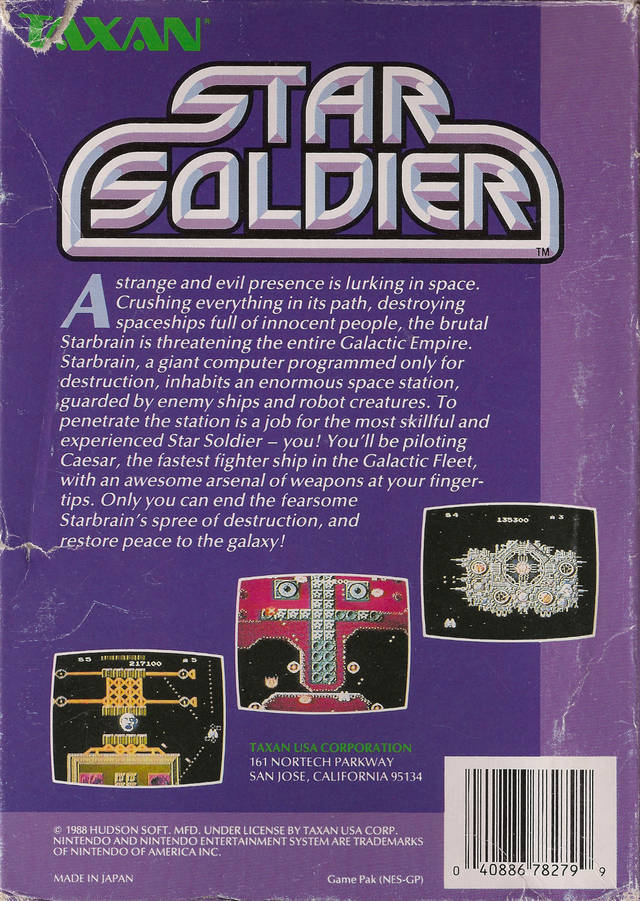 TAXAN®
STAR
SOLDIER
TM
A strange and evil presence is lurking in space.
Crushing everything in its path, destroying
spaceships full of innocent people, the brutal
Starbrain is threatening the entire Galactic Empire.
Starbrain, a giant computer programmed only for
destruction, inhabits an enormous space station,
guarded by enemy ships and robot creatures. To
penetrate the station is a job for the most skillful and
experienced Star Soldier – you! You'll be piloting
Caesar, the fastest fighter ship in the Galactic Fleet,
with an awesome arsenal of weapons at your finger-
tips. Only you can end the fearsome
Starbrain's spree of destruction, and
restore peace to the galaxy!
S4 135300 3
S5 217100 5
TAXAN USA CORPORATION
161 NORTECH PARKWAY
SAN JOSE, CALIFORNIA 95134
© 1988 HUDSON SOFT. MFD. UNDER LICENSE BY TAXAN USA CORP.
NINTENDO AND NINTENDO ENTERTAINMENT SYSTEM ARE TRADEMARKS
OF NINTENDO OF AMERICA INC.
MADE IN JAPAN
Game Pak (NES-GP)
0 40886 78279 9